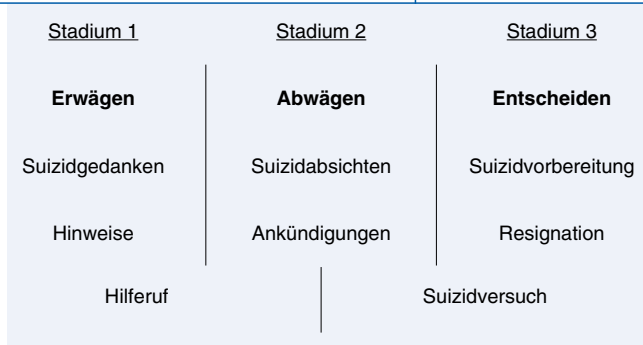 Stadium 1 Stadium 2 Stadium 3
Erwägen Abwägen Entscheiden
Suizidgedanken Suizidabsichten Suizidvorbereitung
Hinweise Ankündigungen Resignation
Hilferuf Suizidversuch